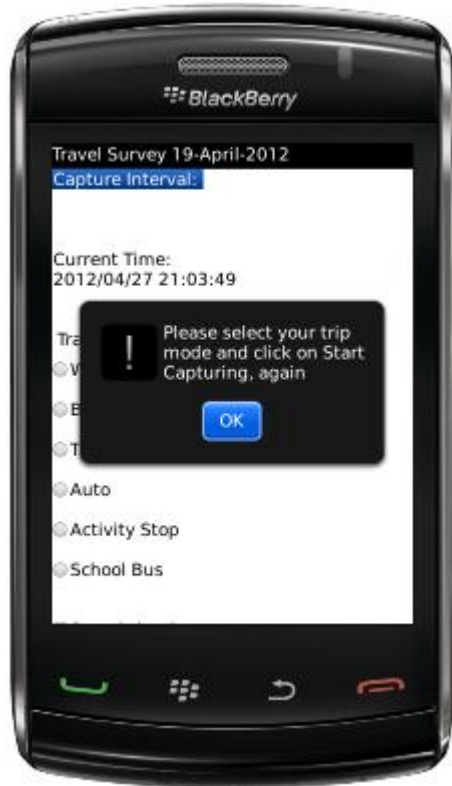 BlackBerry
Travel Survey 19-April-2012
Capture Interval:
Current Time:
2012/04/27 21:03:49
Please select your trip
mode and click on Start
Capturing, again
OK
Auto
Activity Stop
School Bus